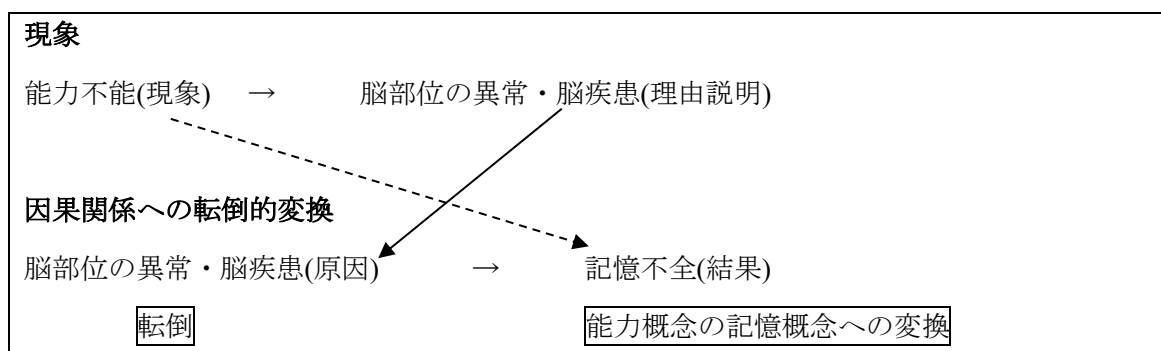 現象
能力不能(現象) → 脳部位の異常・脳疾患(理由説明)
因果関係への転倒的変換
脳部位の異常・脳疾患(原因) → 記憶不全(結果)
転倒 能力概念の記憶概念への変換